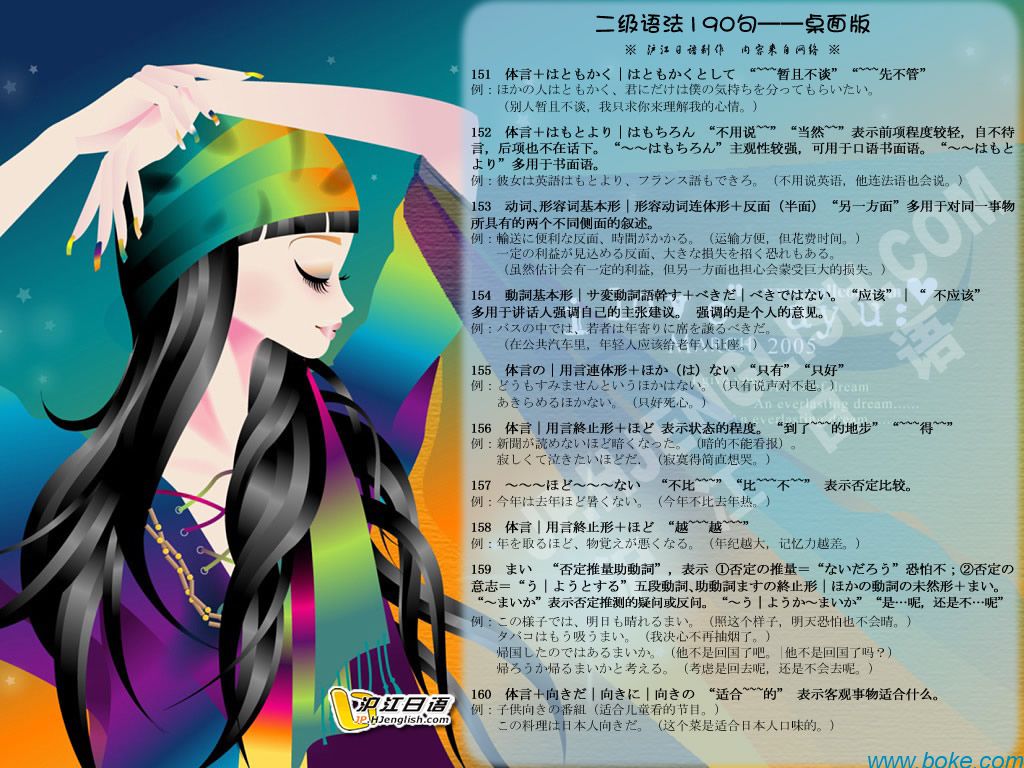 二级语法190句——桌面版
※ 沪江日语制作 内容来自网络 ※
151 体言＋はともかく｜はともかくとして “~~~暂且不谈” “~~~先不管”
例：ほかの人はともかく、君にだけは僕の気持ちを分ってもらいたい。
（别人暂且不谈，我只求你来理解我的心情。）
152 体言＋はもとより｜はもちろん “不用说~~” “当然~~”表示前项程度较轻，自不待
言，后项也不在话下。“～～はもちろん”主观性较强，可用于口语书面语。“～～はもと
より”多用于书面语。
例：彼女は英語はもとより、フランス語もできろ。（不用说英语，他连法语也会说。）
153 动词、形容词基本形｜形容动词连体形＋反面（半面）“另一方面”多用于对同一事物
所具有的两个不同侧面的叙述。
例：輸送に便利な反面、時間がかかる。（运输方便，但花费时间。）
一定の利益が見込める反面、大きな損失を招く恐れもある。
（虽然估计会有一定的利益，但另一方面也担心会蒙受巨大的损失。）
154 動詞基本形｜サ変動詞語幹す＋べきだ｜べきではない。“应该”｜“ 不应该”
多用于讲话人强调自己的主张建议。 强调的是个人的意见。
例：バスの中では、若者は年寄りに席を譲るべきだ。
（在公共汽车里，年轻人应该给老年人让座。）
155 体言の｜用言連体形＋ほか（は）ない “只有”“只好”
例：どうもすみませんというほかはない。（只有说声对不起。）
あきらめるほかない。（只好死心。）
156 体言｜用言終止形＋ほど 表示状态的程度。“到了~~~的地步” “~~~得~~”
例：新聞が読めないほど暗くなった。（暗的不能看报）。
寂しくて泣きたいほどだ。（寂寞得简直想哭。）
157 ～～～ほど～～～ない “不比~~~”“比~~~不~~” 表示否定比较。
例：今年は去年ほど暑くない。（今年不比去年热。）
158 体言｜用言終止形＋ほど “越~~~越~~~”
例：年を取るほど、物覚えが悪くなる。（年纪越大，记忆力越差。）
159 まい “否定推量助動詞”，表示 ①否定の推量＝“ないだろう”恐怕不；②否定の
意志＝“う｜ようとする”五段動詞、助動詞ますの終止形｜ほかの動詞の未然形＋まい。
“～まいか”表示否定推测的疑问或反问。“～う｜ようか～まいか”“是…呢，还是不…呢”
例：この様子では、明日も晴れるまい。（照这个样子，明天恐怕也不会晴。）
タバコはもう吸うまい。（我决心不再抽烟了。）
帰国したのではあるまいか。（他不是回国了吧。|他不是回国了吗？）
帰ろうか帰るまいかと考える。（考虑是回去呢，还是不会去呢。）
160 体言＋向きだ｜向きに｜向きの “适合~~~的” 表示客观事物适合什么。
例：子供向きの番組（适合儿童看的节目。）
この料理は日本人向きだ。（这个菜是适合日本人口味的。）
沪江日语
JP.HJenglish.com
2005
An everlasting dream......
An everlasting dream
www.boke.com